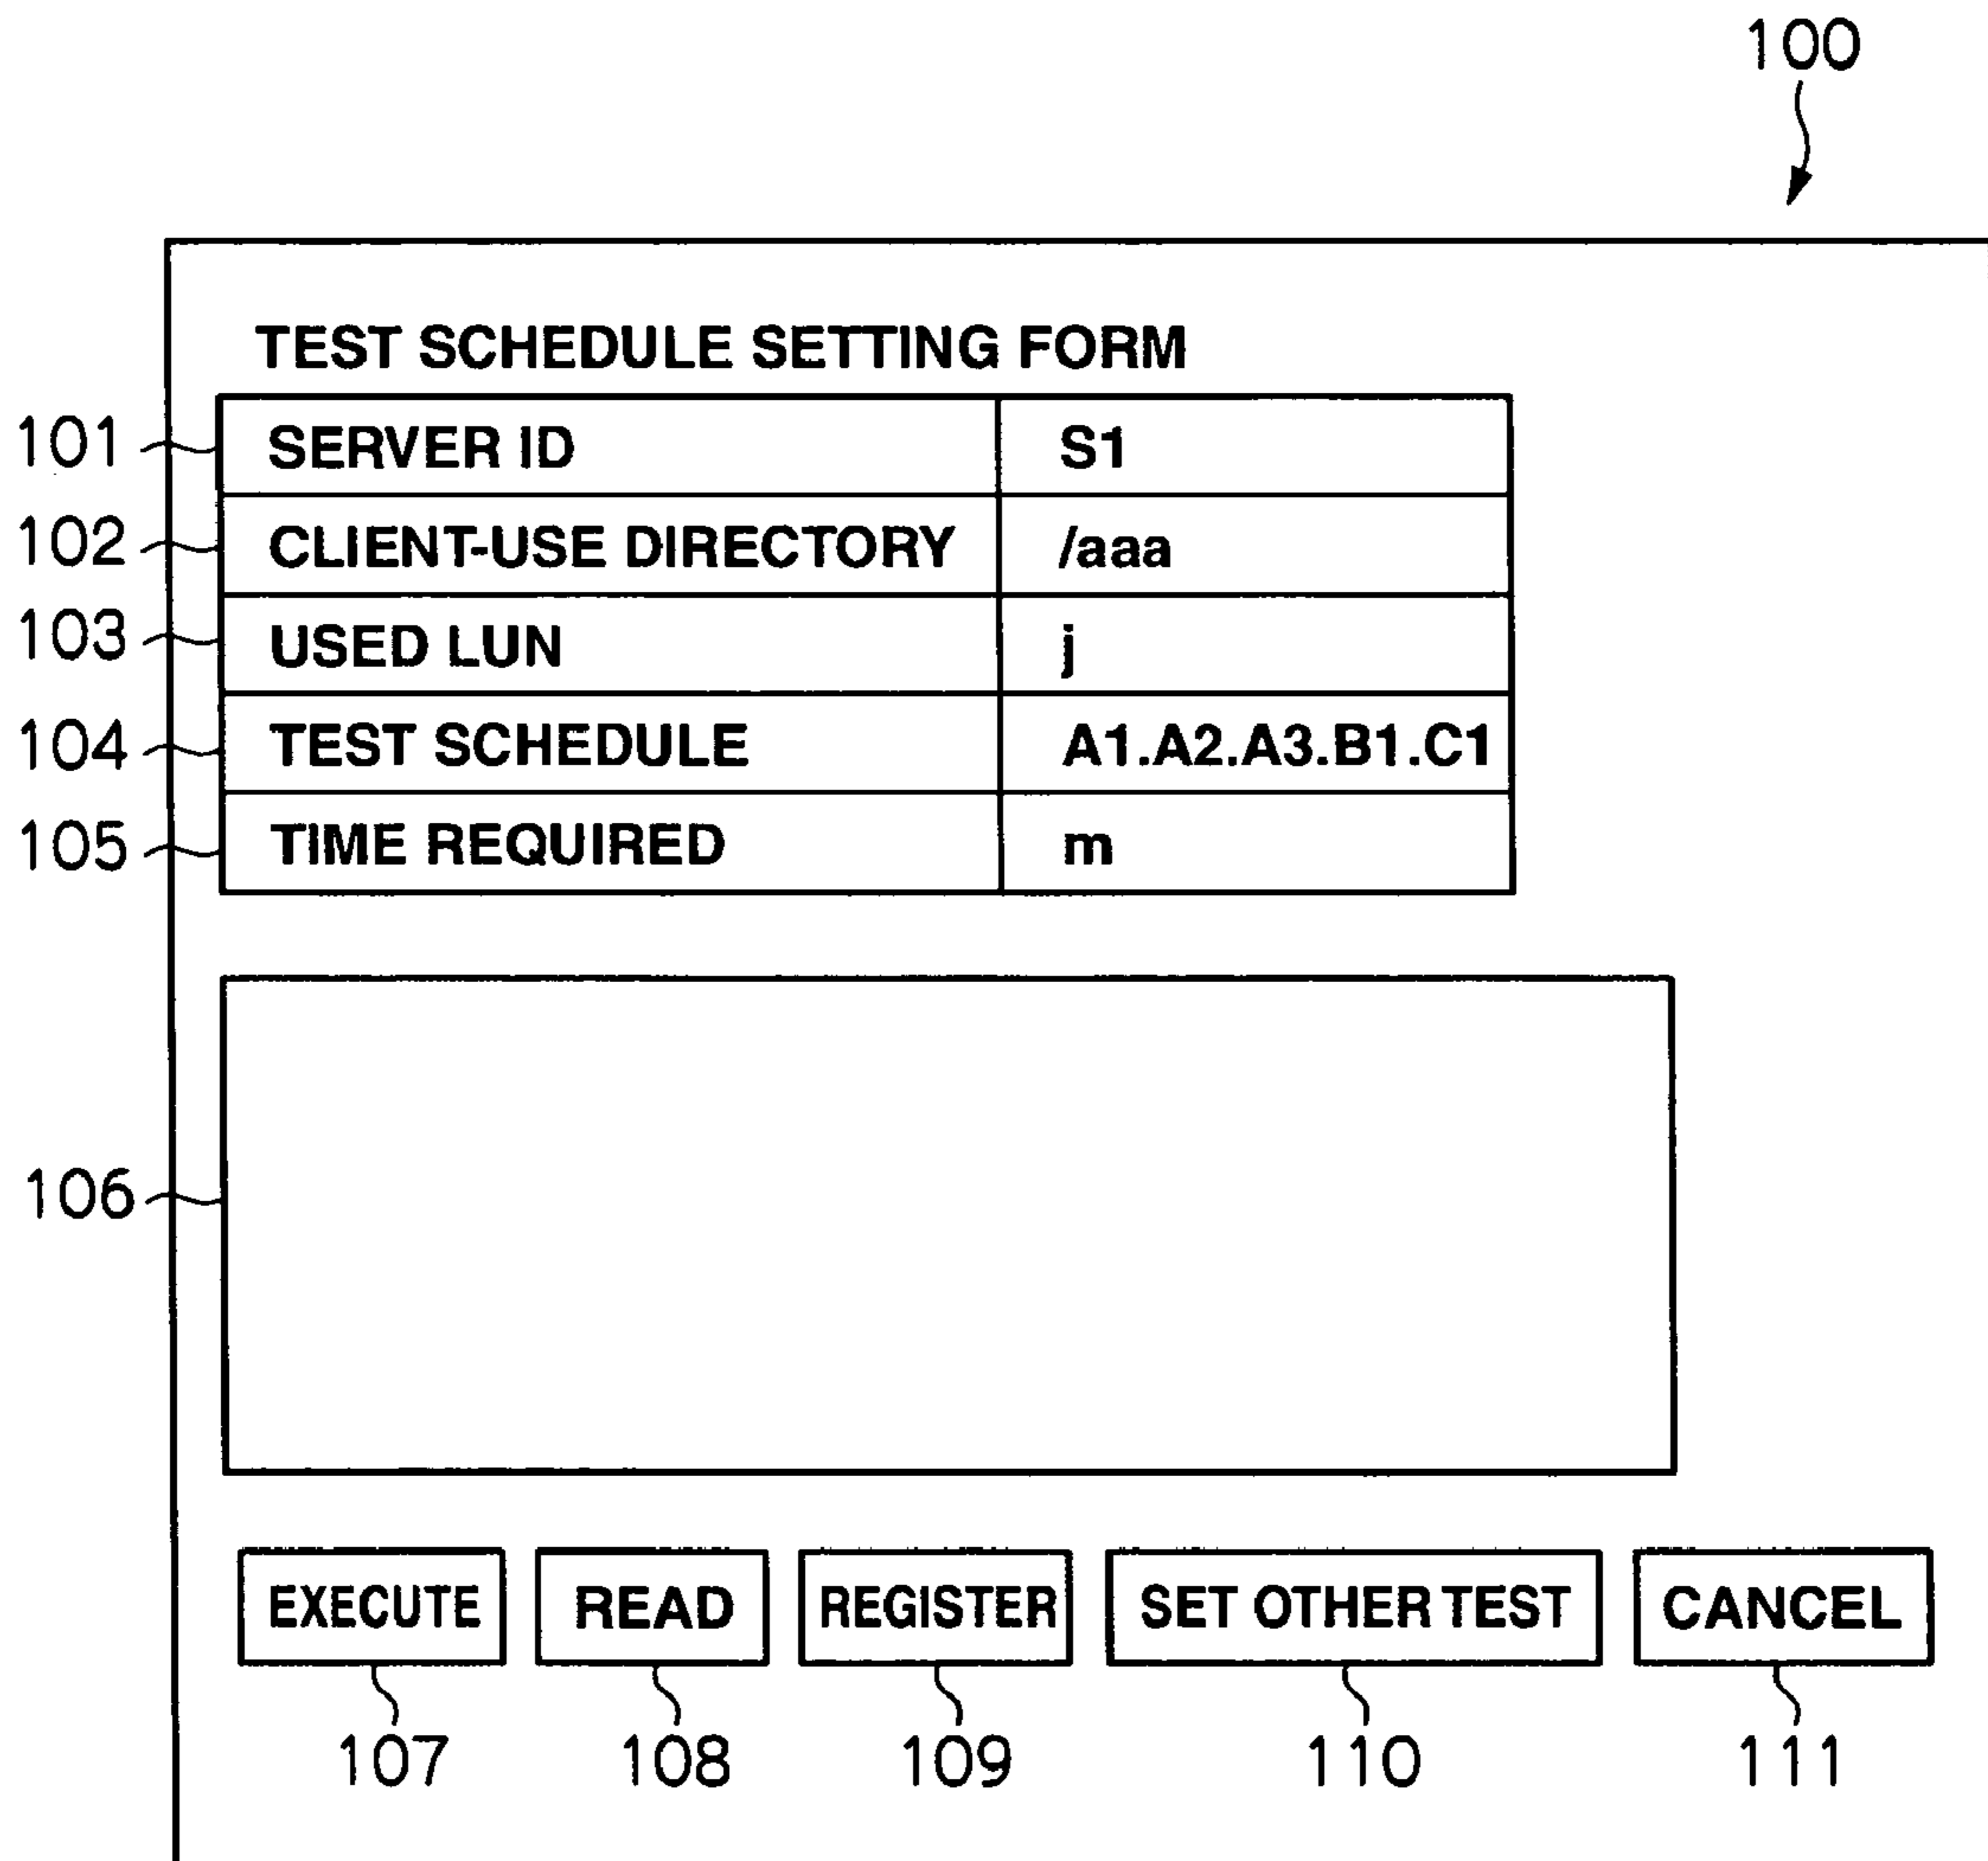 100
TEST SCHEDULE SETTING FORM
101 SERVER ID S1
102 CLIENT-USE DIRECTORY /aaa
103 USED LUN j
104 TEST SCHEDULE A1.A2.A3.B1.C1
105 TIME REQUIRED m
106
EXECUTE READ REGISTER SET OTHER TEST CANCEL
107 108 109 110 111